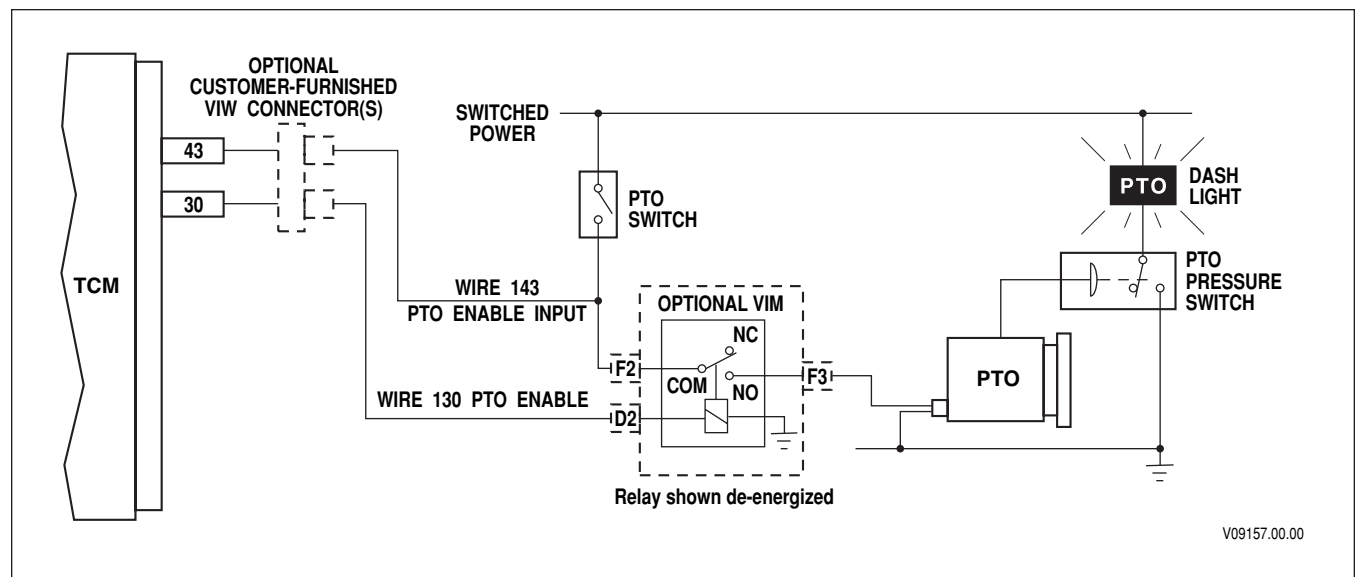 OPTIONAL
CUSTOMER-FURNISHED
VIW CONNECTOR(S)
43
30
TCM
SWITCHED
POWER
PTO
SWITCH
PTO
DASH
LIGHT
PTO
PRESSURE
SWITCH
WIRE 143
PTO ENABLE INPUT
OPTIONAL VIM
NC
F2
COM
NO
F3
WIRE 130 PTO ENABLE
D2
PTO
Relay shown de-energized
V09157.00.00